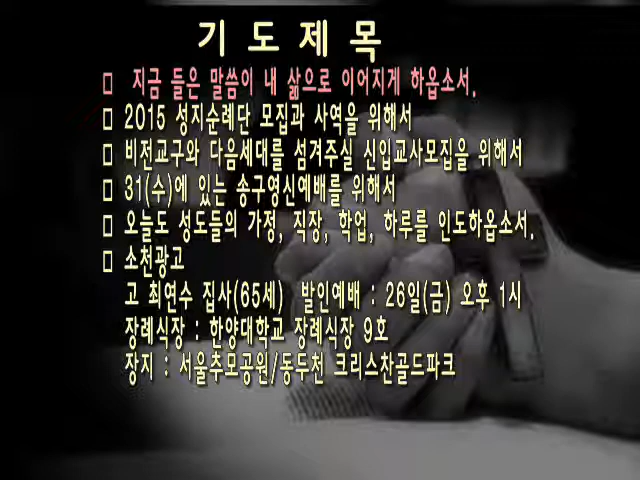 기 도 제 목
□ 지금 들은 말씀이 내 삶으로 이어지게 하옵소서.
□ 2015 성지순례단 모집과 사역을 위해서
□ 비전교구와 다음세대를 섬겨주실 신입교사모집을 위해서
□ 31(수)에 있는 송구영신예배를 위해서
□ 오늘도 성도들의 가정, 직장, 학업, 하루를 인도하옵소서.
□ 소천광고
고 최연수 집사(65세) 발인예배 : 26일(금) 오후 1시
장례식장 : 한양대학교 장례식장 9호
장지 : 서울추모공원/동두천 크리스찬골드파크